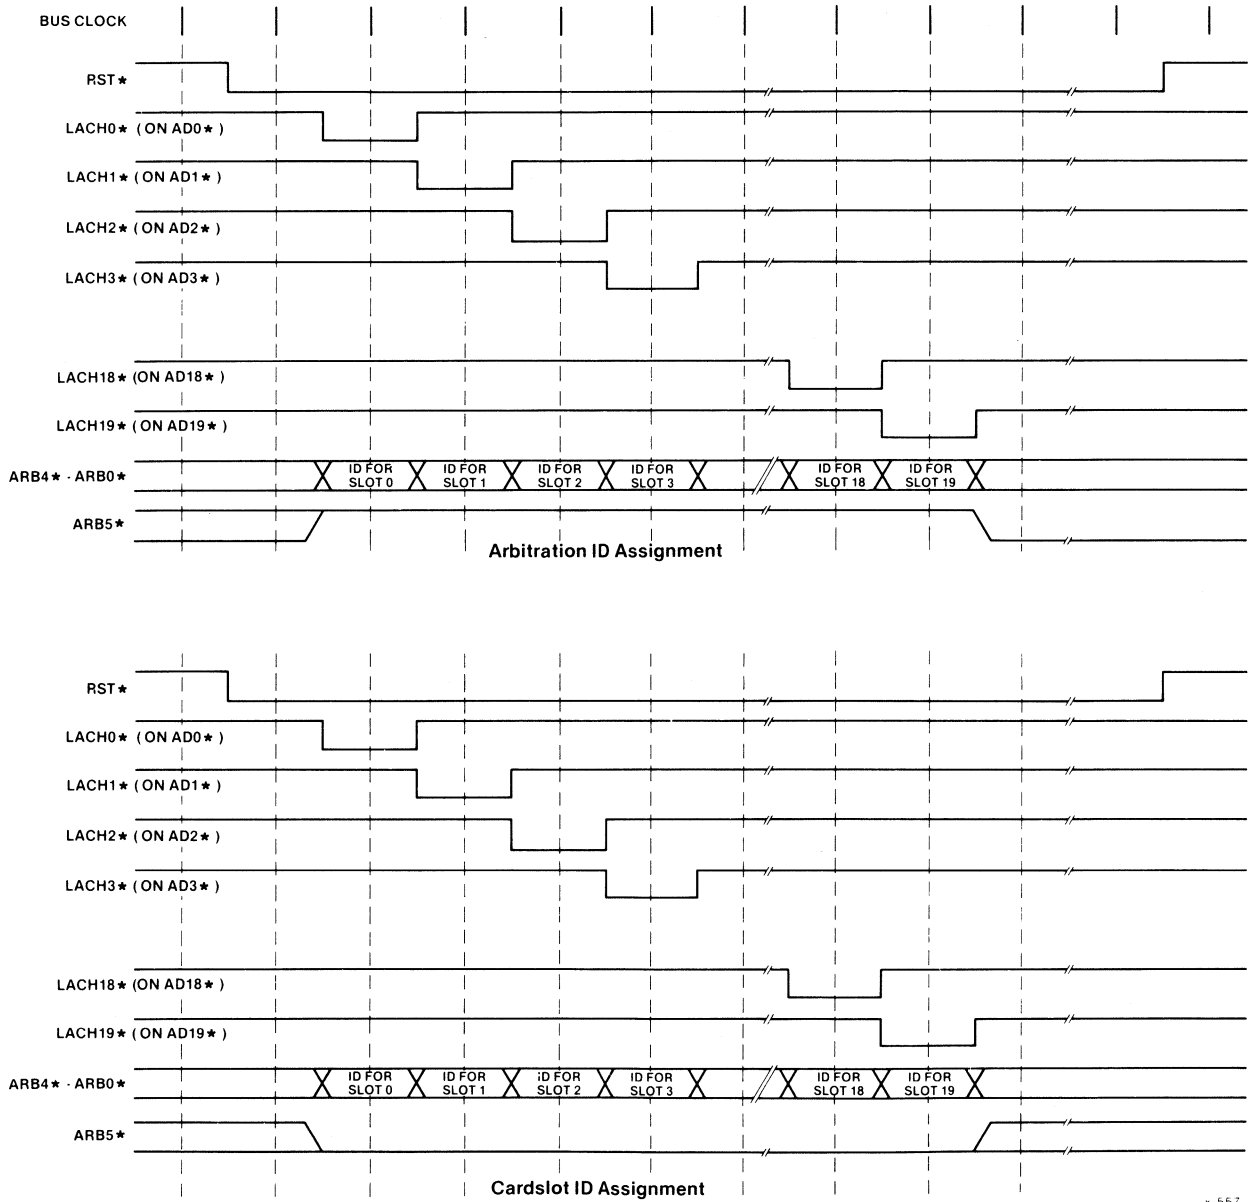 BUS CLOCK
RST★
LACH0★ (ON AD0★)
LACH1★ (ON AD1★)
LACH2★ (ON AD2★)
LACH3★ (ON AD3★)
LACH18★ (ON AD18★)
LACH19★ (ON AD19★)
ARB4★ - ARB0★
ID FOR SLOT 0
ID FOR SLOT 1
ID FOR SLOT 2
ID FOR SLOT 3
ID FOR SLOT 18
ID FOR SLOT 19
ARB5★
Arbitration ID Assignment
RST★
LACH0★ (ON AD0★)
LACH1★ (ON AD1★)
LACH2★ (ON AD2★)
LACH3★ (ON AD3★)
LACH18★ (ON AD18★)
LACH19★ (ON AD19★)
ARB4★ - ARB0★
ID FOR SLOT 0
ID FOR SLOT 1
ID FOR SLOT 2
ID FOR SLOT 3
ID FOR SLOT 18
ID FOR SLOT 19
ARB5★
Cardslot ID Assignment